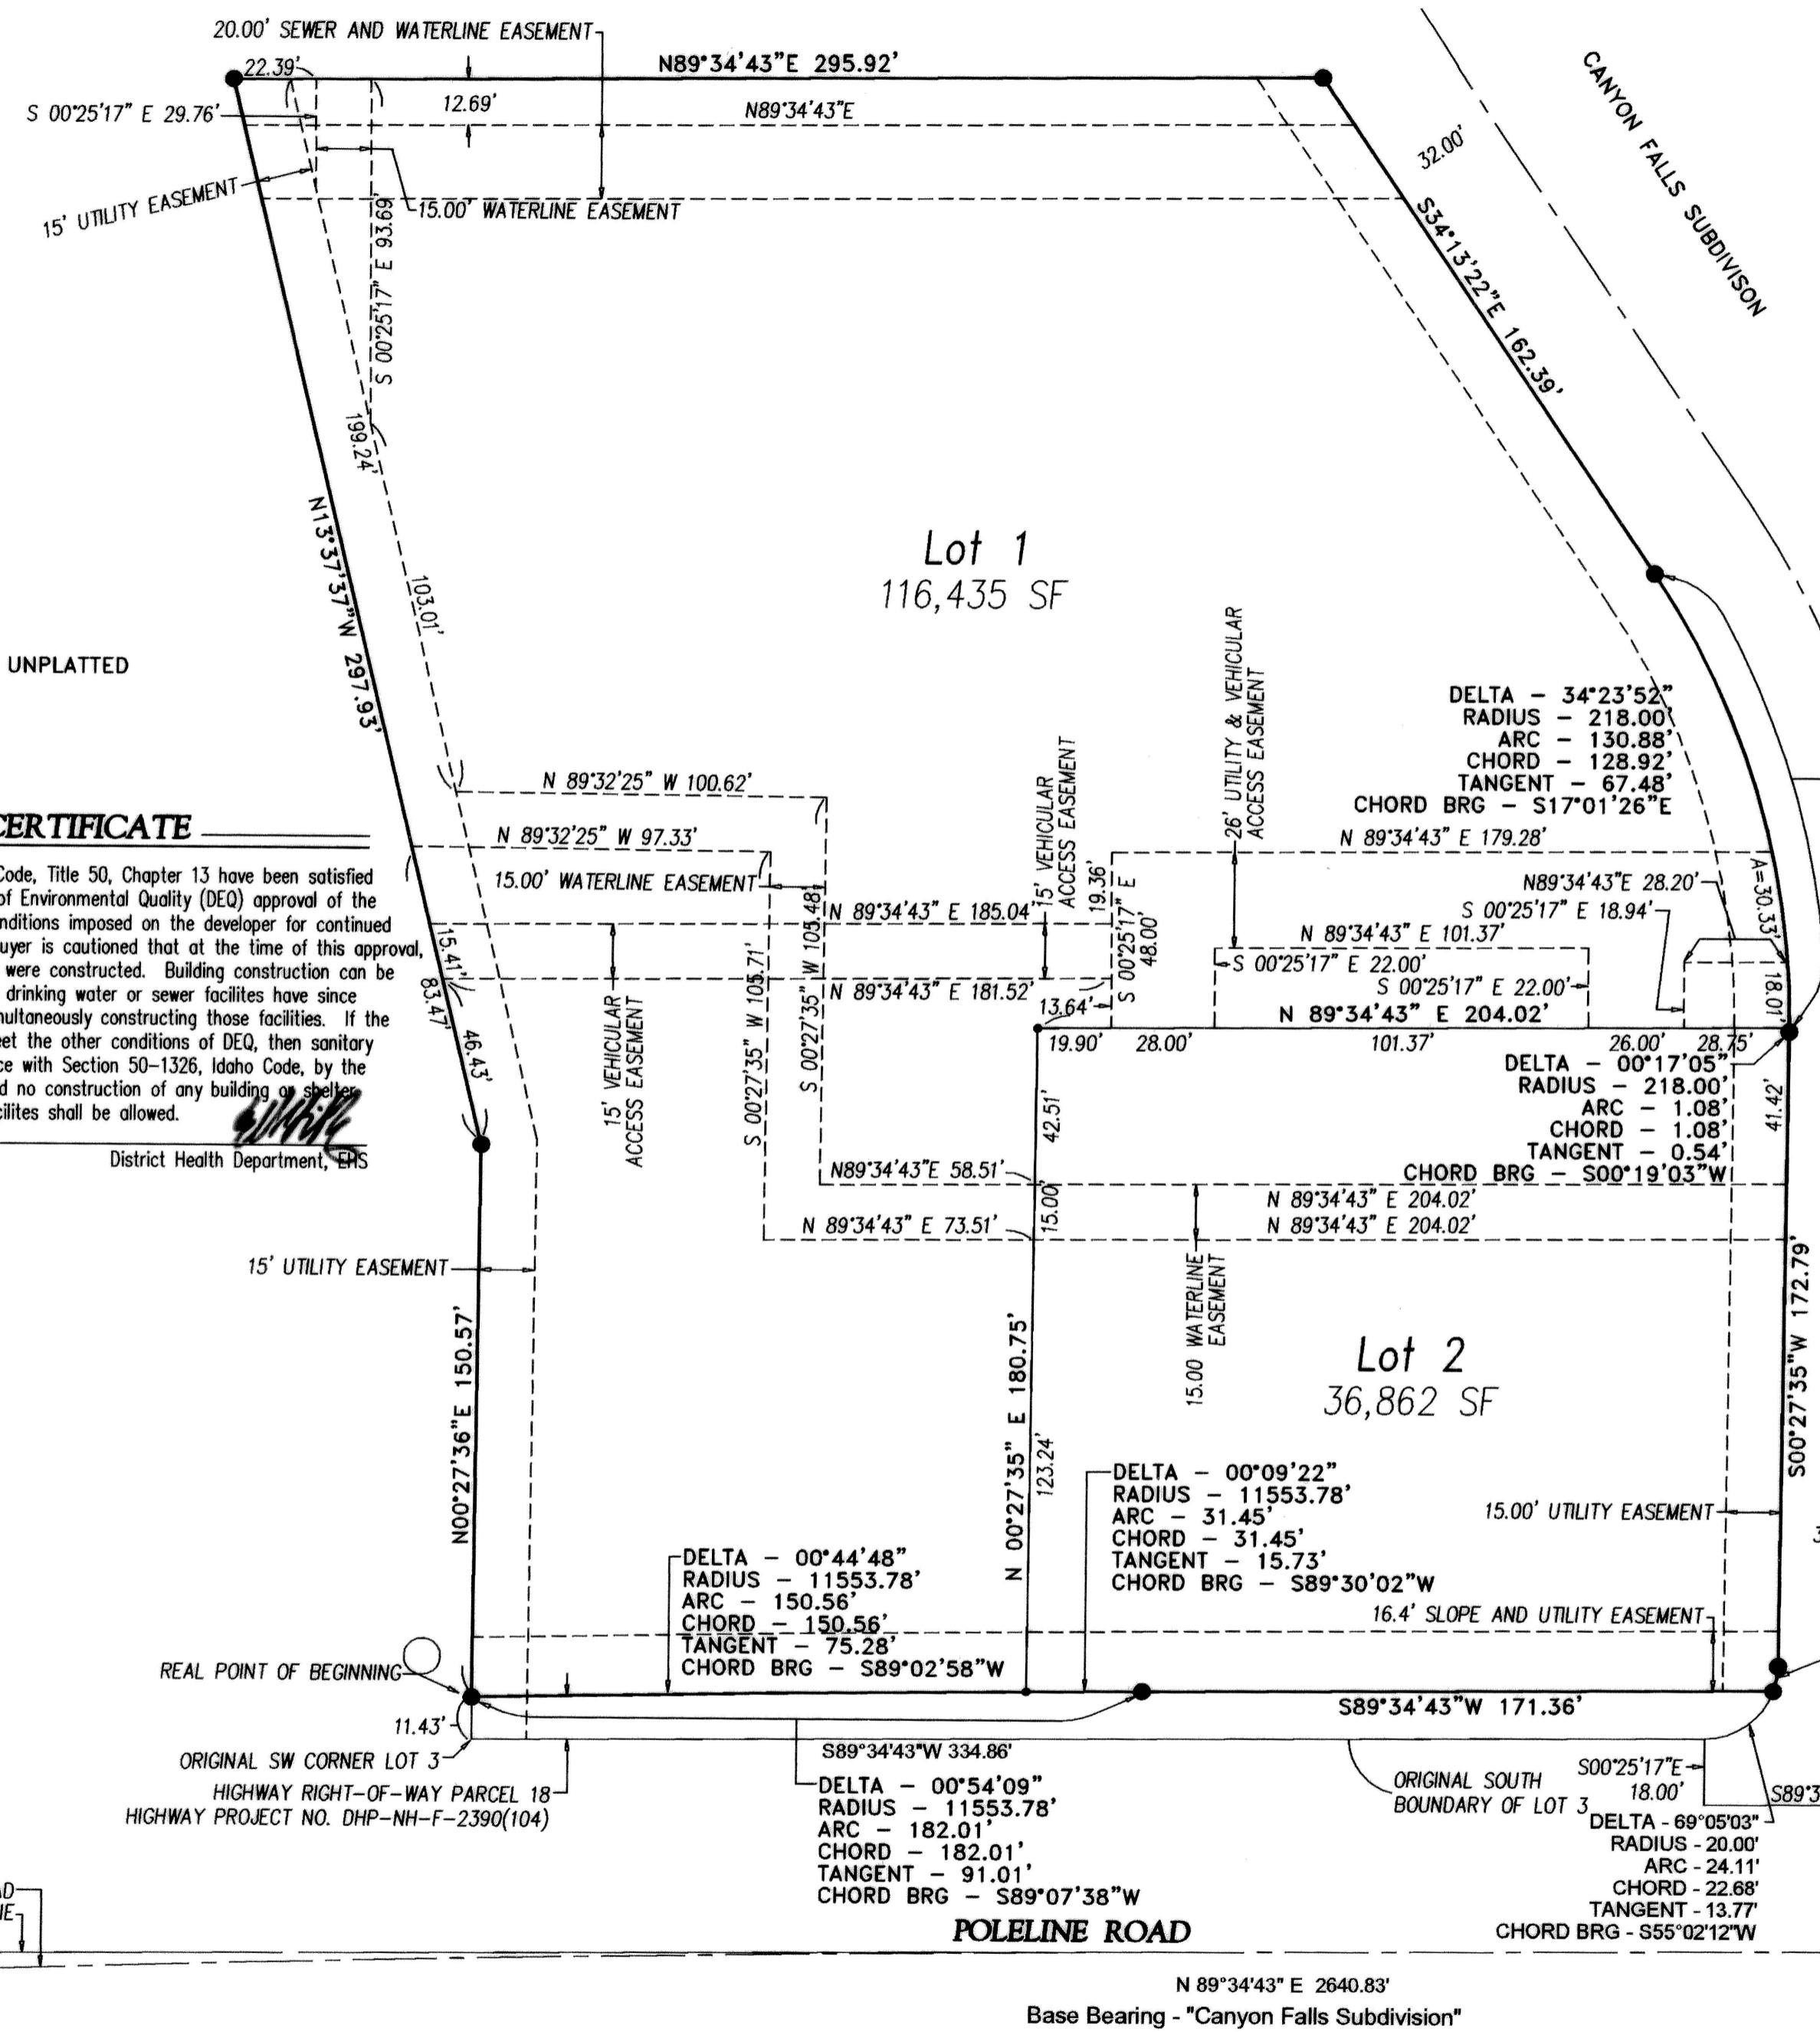 20.00' SEWER AND WATERLINE EASEMENT
22.39'
N89°34'43"E 295.92'
S 00°25'17" E 29.76'
12.69'
N89°34'43"E
15' UTILITY EASEMENT
15.00' WATERLINE EASEMENT
S 00°25'17" E 93.69'
CANYON FALLS SUBDIVISON
32.00'
S34°13'22"E 162.39'
199.24'
N13°37'37"W 297.93'
103.01'
Lot 1
116,435 SF
UNPLATTED
26' UTILITY & VEHICULAR
ACCESS EASEMENT
DELTA - 34°23'52"
RADIUS - 218.00'
ARC - 130.88'
CHORD - 128.92'
TANGENT - 67.48'
CHORD BRG - S17°01'26"E
N 89°32'25" W 100.62'
N 89°32'25" W 97.33'
15.00' WATERLINE EASEMENT
15' VEHICULAR
ACCESS EASEMENT
19.36'
S 00°25'17" E
48.00'
N 89°34'43" E 179.28'
A=30.33'
N89°34'43"E 28.20'
S 00°25'17" E 18.94'
N 89°34'43" E 185.04'
N 89°34'43" E 101.37'
S 00°25'17" E 22.00'
S 00°25'17" E 22.00'
N 89°34'43" E 181.52'
13.64'
18.01'
N 89°34'43" E 204.02'
19.90'
28.00'
101.37'
26.00'
28.75'
CERTIFICATE
Code, Title 50, Chapter 13 have been satisfied
of Environmental Quality (DEQ) approval of the
nditions imposed on the developer for continued
uyer is cautioned that at the time of this approval,
were constructed. Building construction can be
drinking water or sewer facilites have since
nultaneously constructing those facilities. If the
eet the other conditions of DEQ, then sanitary
ce with Section 50-1326, Idaho Code, by the
d no construction of any building or shelter
cilites shall be allowed.
District Health Department, EHS
15.41'
83.47'
46.43'
15' VEHICULAR
ACCESS EASEMENT
S 00°27'35" W 105.71'
S 00°27'35" W 105.48'
42.51'
DELTA - 00°17'05"
RADIUS - 218.00'
ARC - 1.08'
CHORD - 1.08'
TANGENT - 0.54'
CHORD BRG - S00°19'03"W
41.42'
N89°34'43"E 58.51'
N 89°34'43" E 204.02'
15.00'
N 89°34'43" E 73.51'
N 89°34'43" E 204.02'
15' UTILITY EASEMENT
15.00 WATERLINE
EASEMENT
Lot 2
36,862 SF
S00°27'35"W 172.79'
N00°27'36"E 150.57'
N 00°27'35" E 180.75'
123.24'
DELTA - 00°09'22"
RADIUS - 11553.78'
ARC - 31.45'
CHORD - 31.45'
TANGENT - 15.73'
CHORD BRG - S89°30'02"W
15.00' UTILITY EASEMENT
3
DELTA - 00°44'48"
RADIUS - 11553.78'
ARC - 150.56'
CHORD - 150.56'
TANGENT - 75.28'
CHORD BRG - S89°02'58"W
16.4' SLOPE AND UTILITY EASEMENT
REAL POINT OF BEGINNING
S89°34'43"W 171.36'
11.43'
ORIGINAL SW CORNER LOT 3
HIGHWAY RIGHT-OF-WAY PARCEL 18
HIGHWAY PROJECT NO. DHP-NH-F-2390(104)
S89°34'43"W 334.86'
DELTA - 00°54'09"
RADIUS - 11553.78'
ARC - 182.01'
CHORD - 182.01'
TANGENT - 91.01'
CHORD BRG - S89°07'38"W
ORIGINAL SOUTH
BOUNDARY OF LOT 3
S00°25'17"E
18.00'
S89°3
DELTA - 69°05'03"
RADIUS - 20.00'
ARC - 24.11'
CHORD - 22.68'
TANGENT - 13.77'
CHORD BRG - S55°02'12"W
AD
NE
POLELINE ROAD
N 89°34'43" E 2640.83'
Base Bearing - "Canyon Falls Subdivision"